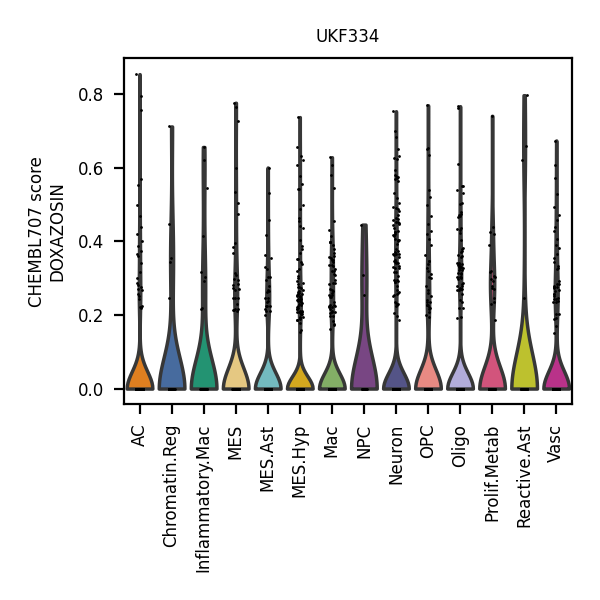 UKF334
CHEMBL707 score
DOXAZOSIN
0.8
0.6
0.4
0.2
0.0
AC
Chromatin.Reg
Inflammatory.Mac
MES
MES.Ast
MES.Hyp
Mac
NPC
Neuron
OPC
Oligo
Prolif.Metab
Reactive.Ast
Vasc